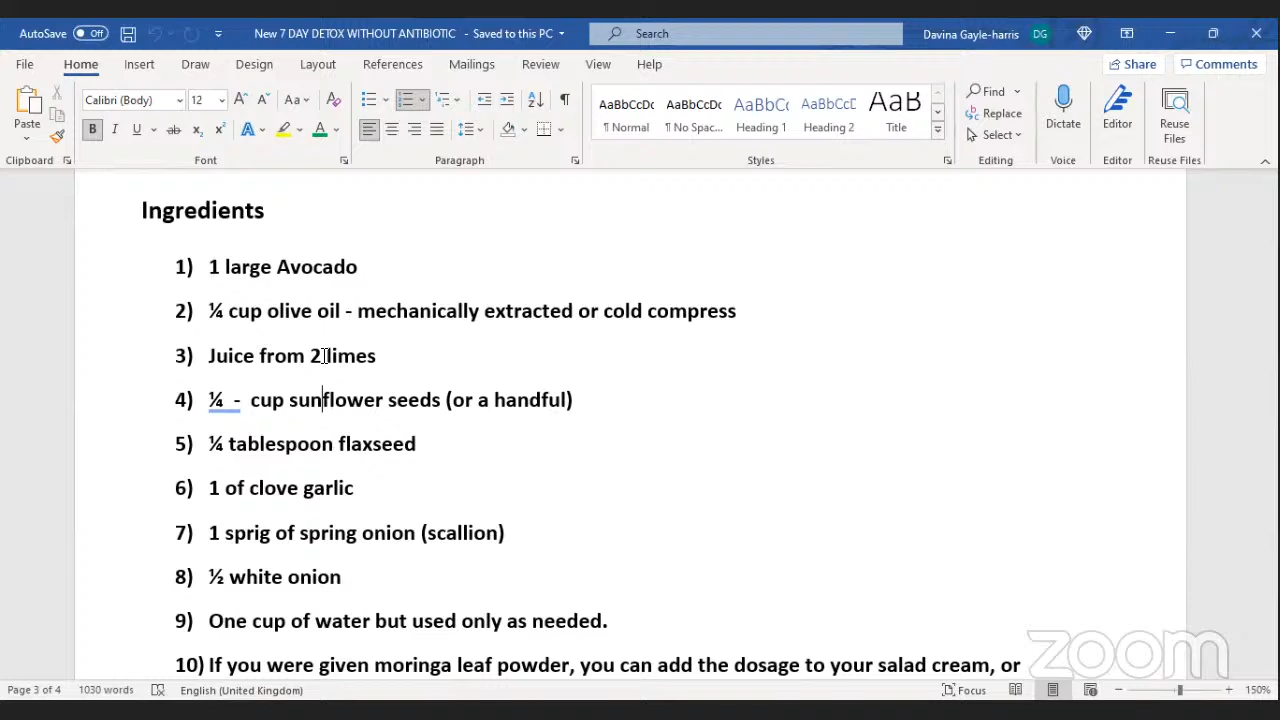 AutoSave Off New 7 DAY DETOX WITHOUT ANTIBIOTIC - Saved to this PC Search Davina Gayle-harris DG
File Home Insert Draw Design Layout References Mailings Review View Help Share Comments
Paste Calibri (Body) 12 Aa AaBbCcDc AaBbCcDc AaBbCc AaBbCcD AaB Find Replace Select Dictate Editor Reuse Files
¶ Normal ¶ No Spac... Heading 1 Heading 2 Title
Clipboard Font Paragraph Styles Editing Voice Editor Reuse Files
Ingredients
1) 1 large Avocado
2) ¼ cup olive oil - mechanically extracted or cold compress
3) Juice from 2 limes
4) ¼ - cup sunflower seeds (or a handful)
5) ¼ tablespoon flaxseed
6) 1 of clove garlic
7) 1 sprig of spring onion (scallion)
8) ½ white onion
9) One cup of water but used only as needed.
10) If you were given moringa leaf powder, you can add the dosage to your salad cream, or
zoom
Page 3 of 4 1030 words English (United Kingdom) Focus 150%